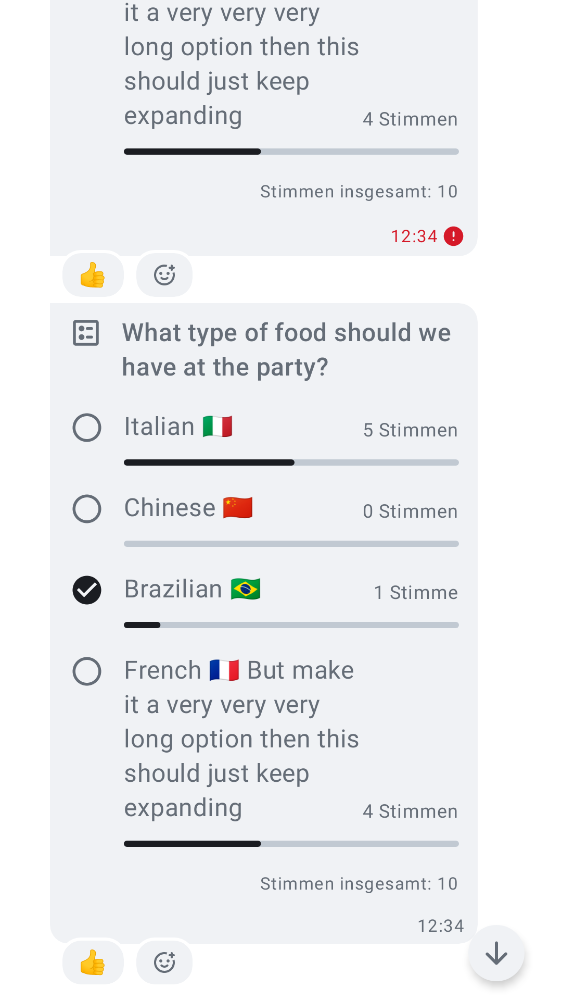 it a very very very
long option then this
should just keep
expanding 4 Stimmen
Stimmen insgesamt: 10
12:34
What type of food should we
have at the party?
Italian 🇮🇹 5 Stimmen
Chinese 🇨🇳 0 Stimmen
Brazilian 🇧🇷 1 Stimme
French 🇫🇷 But make
it a very very very
long option then this
should just keep
expanding 4 Stimmen
Stimmen insgesamt: 10
12:34